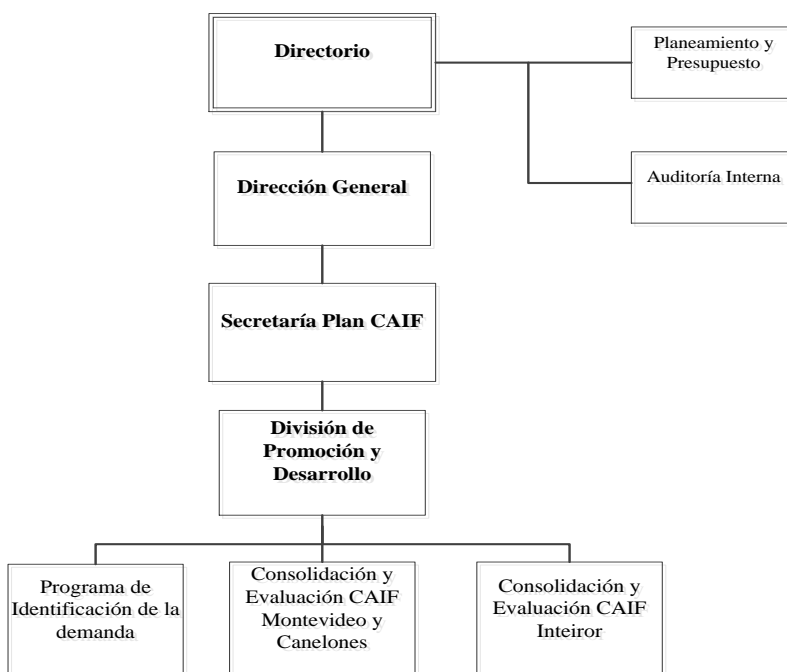 Directorio
Planeamiento y
Presupuesto
Auditoría Interna
Dirección General
Secretaría Plan CAIF
División de
Promoción y
Desarrollo
Programa de
Identificación de la
demanda
Consolidación y
Evaluación CAIF
Montevideo y
Canelones
Consolidación y
Evaluación CAIF
Inteiror